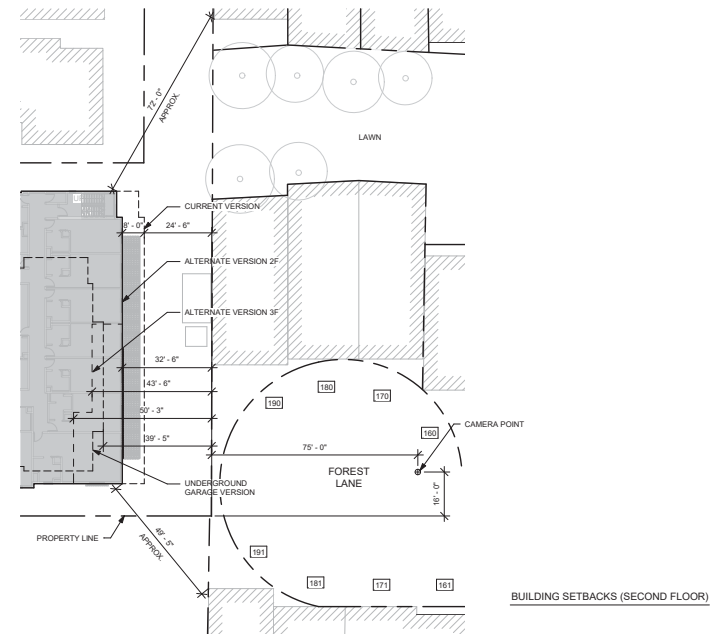 72' - 0"
APPROX.
LAWN
CURRENT VERSION
8' - 0"
24' - 6"
ALTERNATE VERSION 2F
ALTERNATE VERSION 3F
32' - 6"
43' - 6"
50' - 3"
39' - 5"
UNDERGROUND
GARAGE VERSION
PROPERTY LINE
49' - 5"
APPROX.
180
170
190
160
CAMERA POINT
75' - 0"
FOREST
LANE
16' - 0"
191
181
171
161
BUILDING SETBACKS (SECOND FLOOR)